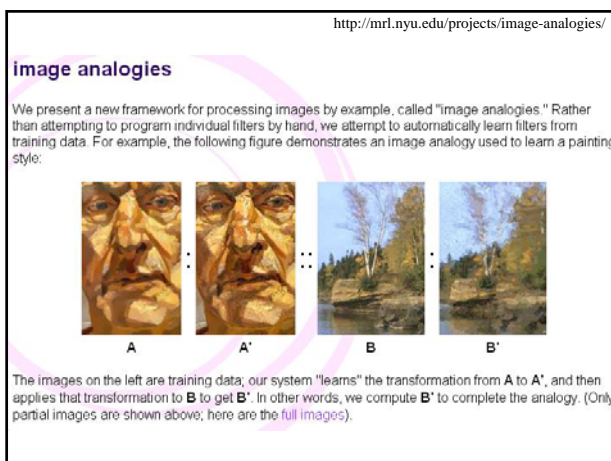 http://mrl.nyu.edu/projects/image-analogies/
image analogies
We present a new framework for processing images by example, called "image analogies." Rather
than attempting to program individual filters by hand, we attempt to automatically learn filters from
training data. For example, the following figure demonstrates an image analogy used to learn a painting
style:
: :: :
A A' B B'
The images on the left are training data; our system "learns" the transformation from A to A', and then
applies that transformation to B to get B'. In other words, we compute B' to complete the analogy. (Only
partial images are shown above; here are the full images).